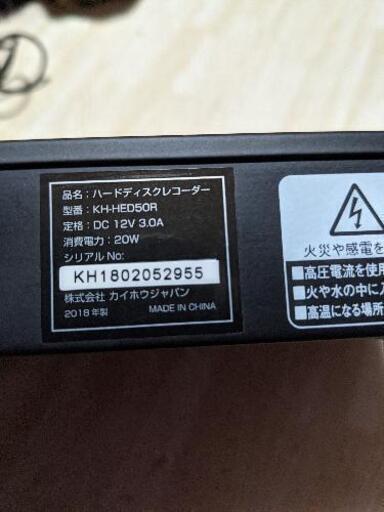 品名：ハードディスクレコーダー
型番：KH-HED50R
定格：DC 12V 3.0A
消費電力：20W
シリアルNo:
KH1802052955
株式会社 カイホウジャパン
2018年製 MADE IN CHINA
火災や感電を
■高圧電流を使用
■火や水の中に入
■高温になる場所